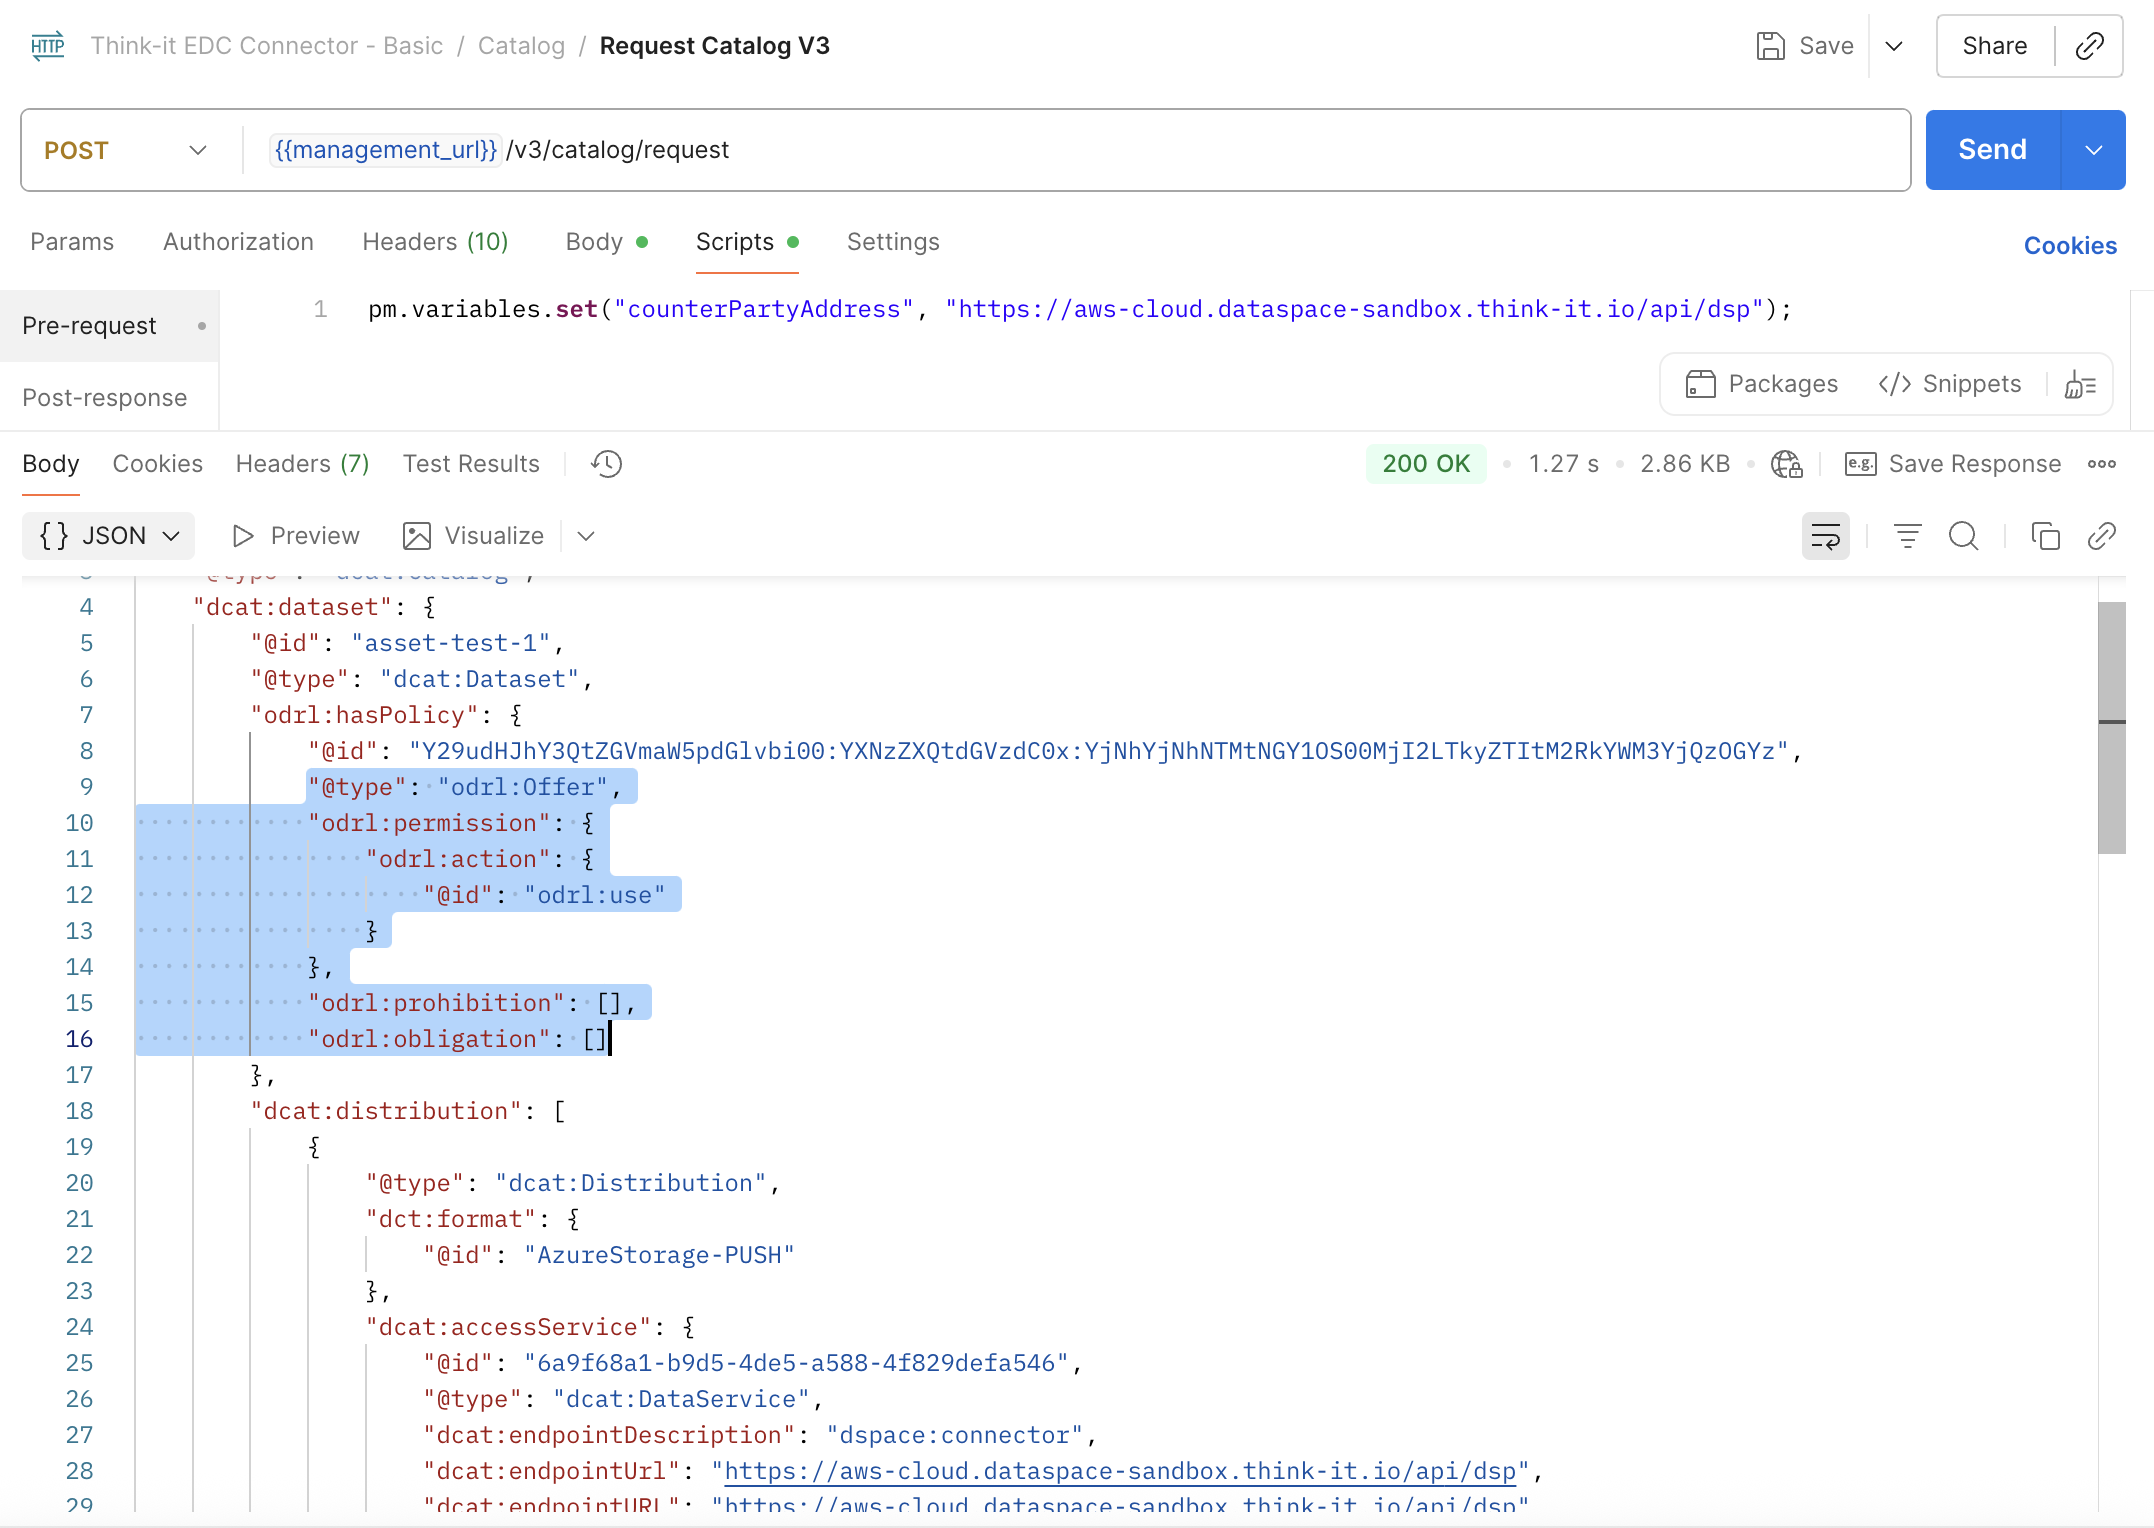 HTTP Think-it EDC Connector - Basic / Catalog / Request Catalog V3 Save Share
POST {{management_url}} /v3/catalog/request Send
Params Authorization Headers (10) Body Scripts Settings Cookies
Pre-request
1 pm.variables.set("counterPartyAddress", "https://aws-cloud.dataspace-sandbox.think-it.io/api/dsp");
Packages </> Snippets
Post-response
Body Cookies Headers (7) Test Results 200 OK 1.27 s 2.86 KB e.g. Save Response
{} JSON Preview Visualize
3 "@type": "dcat:Catalog",
4 "dcat:dataset": {
5 "@id": "asset-test-1",
6 "@type": "dcat:Dataset",
7 "odrl:hasPolicy": {
8 "@id": "Y29udHJhY3QtZGVmaW5pdGlvbi00:YXNzZXQtdGVzdC0x:YjNhYjNhNTMtNGY1OS00MjI2LTkyZTItM2RkYWM3YjQzOGYz",
9 "@type": "odrl:Offer",
10 "odrl:permission": {
11 "odrl:action": {
12 "@id": "odrl:use"
13 }
14 },
15 "odrl:prohibition": [],
16 "odrl:obligation": []
17 },
18 "dcat:distribution": [
19 {
20 "@type": "dcat:Distribution",
21 "dct:format": {
22 "@id": "AzureStorage-PUSH"
23 },
24 "dcat:accessService": {
25 "@id": "6a9f68a1-b9d5-4de5-a588-4f829defa546",
26 "@type": "dcat:DataService",
27 "dcat:endpointDescription": "dspace:connector",
28 "dcat:endpointUrl": "https://aws-cloud.dataspace-sandbox.think-it.io/api/dsp",
29 "dcat:endpointURL": "https://aws-cloud.dataspace-sandbox.think-it.io/api/dsp"